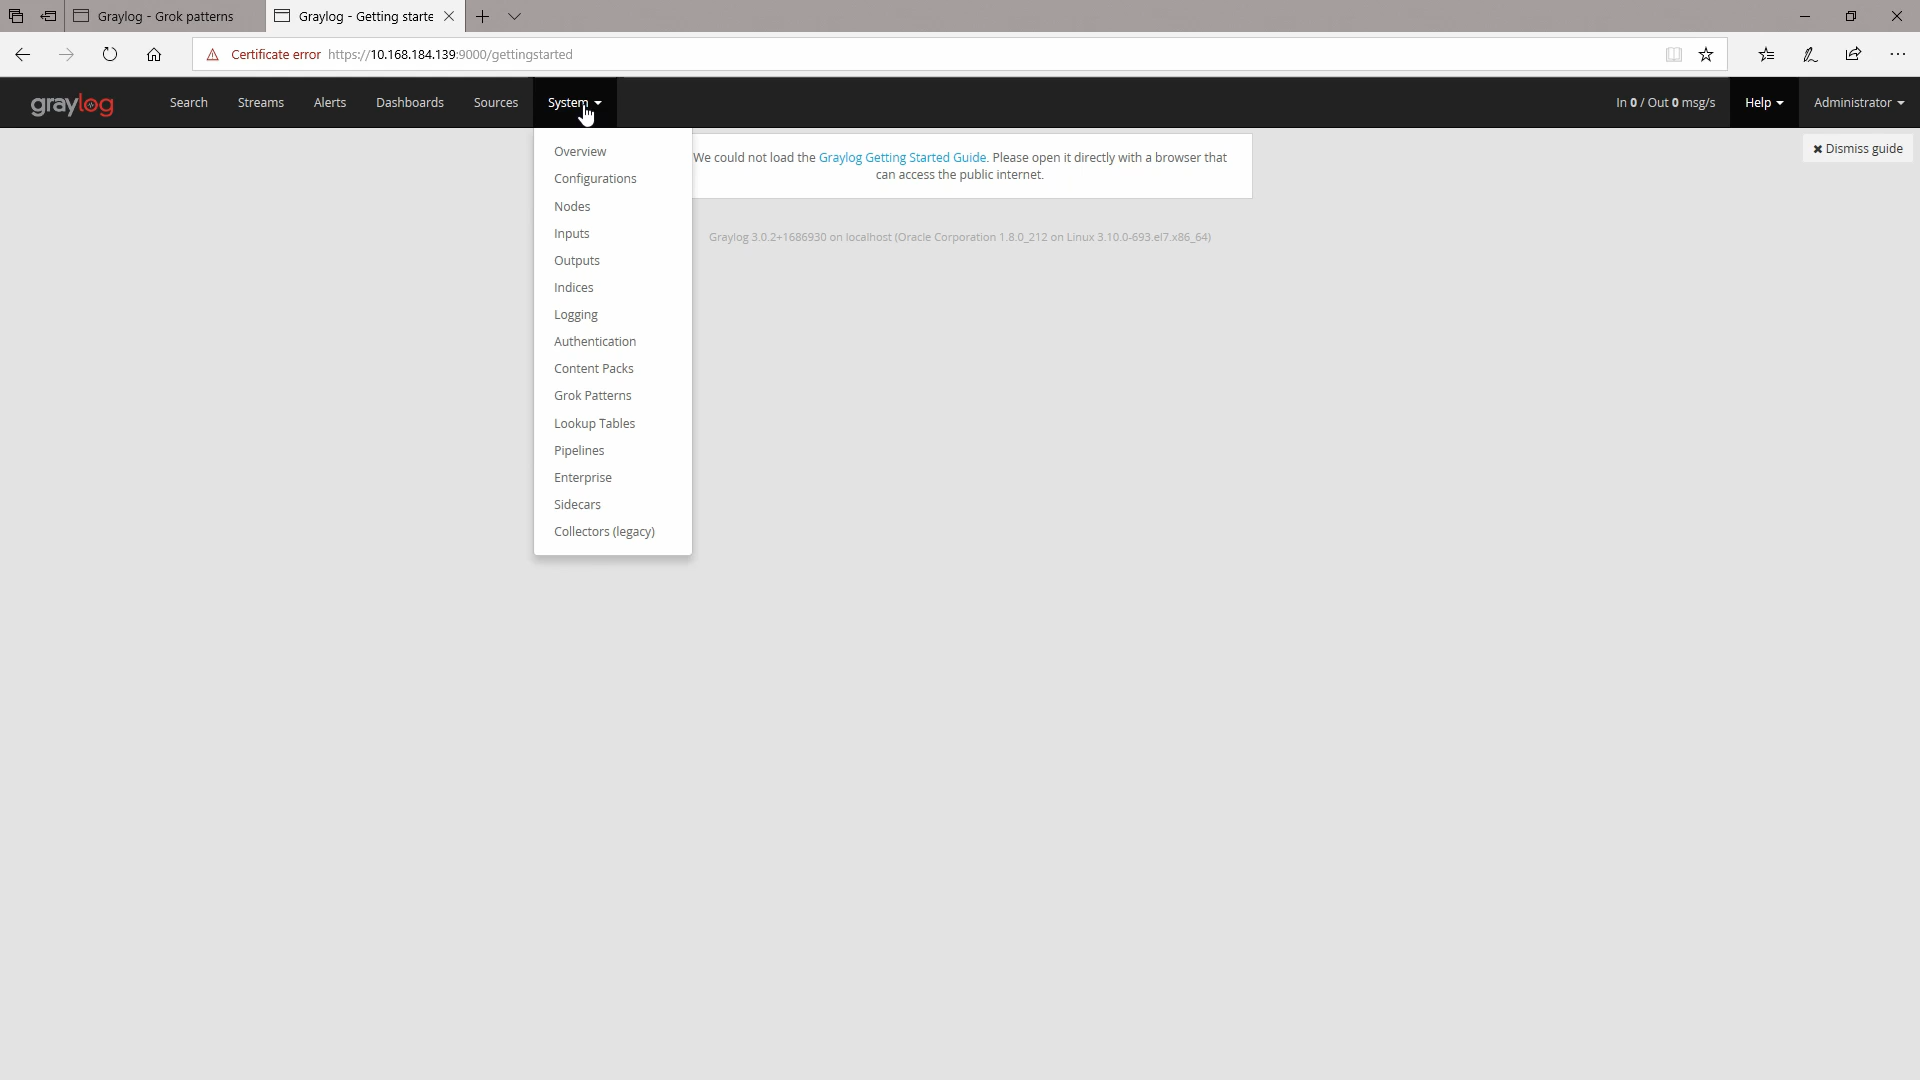 Graylog - Grok patterns
Graylog - Getting starte
Certificate error https://10.168.184.139:9000/gettingstarted
graylog
Search Streams Alerts Dashboards Sources System
In 0 / Out 0 msg/s Help Administrator
Overview
Configurations
Nodes
Inputs
Outputs
Indices
Logging
Authentication
Content Packs
Grok Patterns
Lookup Tables
Pipelines
Enterprise
Sidecars
Collectors (legacy)
We could not load the Graylog Getting Started Guide. Please open it directly with a browser that
can access the public internet.
Dismiss guide
Graylog 3.0.2+1686930 on localhost (Oracle Corporation 1.8.0_212 on Linux 3.10.0-693.el7.x86_64)